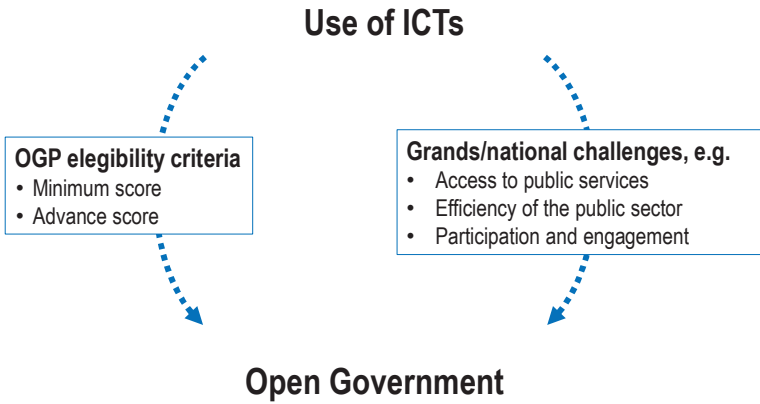 Use of ICTs
OGP elegibility criteria
• Minimum score
• Advance score
Grands/national challenges, e.g.
• Access to public services
• Efficiency of the public sector
• Participation and engagement
Open Government